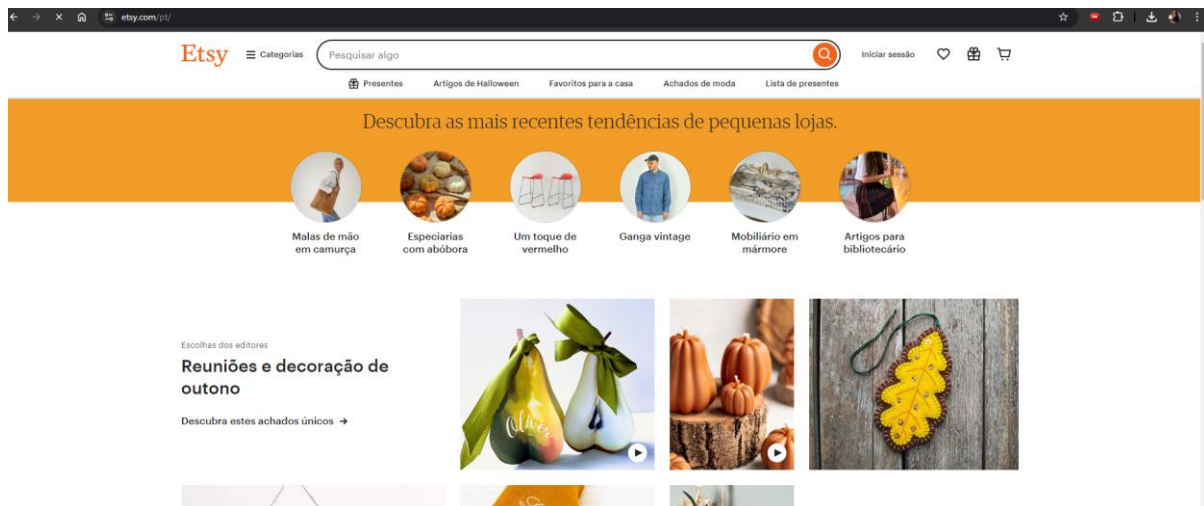 etsy.com/pt/
Etsy
Categorias
Pesquisar algo
Iniciar sessão
Presentes
Artigos de Halloween
Favoritos para a casa
Achados de moda
Lista de presentes
Descubra as mais recentes tendências de pequenas lojas.
Malas de mão
em camurça
Especiarias
com abóbora
Um toque de
vermelho
Ganga vintage
Mobiliário em
mármore
Artigos para
bibliotecário
Escolhas dos editores
Reuniões e decoração de
outono
Descubra estes achados únicos →
Oliver